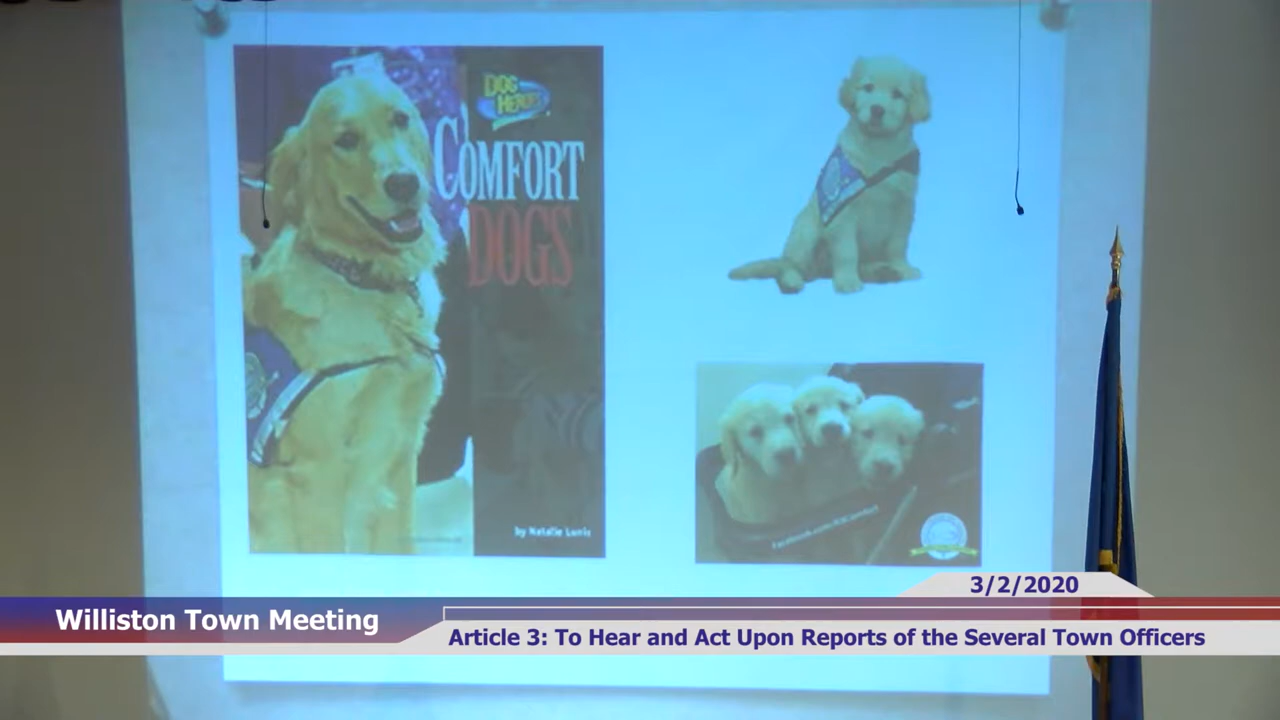 DOG
HEROES
COMFORT
DOGS
by Natalie Lunis
3/2/2020
Williston Town Meeting
Article 3: To Hear and Act Upon Reports of the Several Town Officers